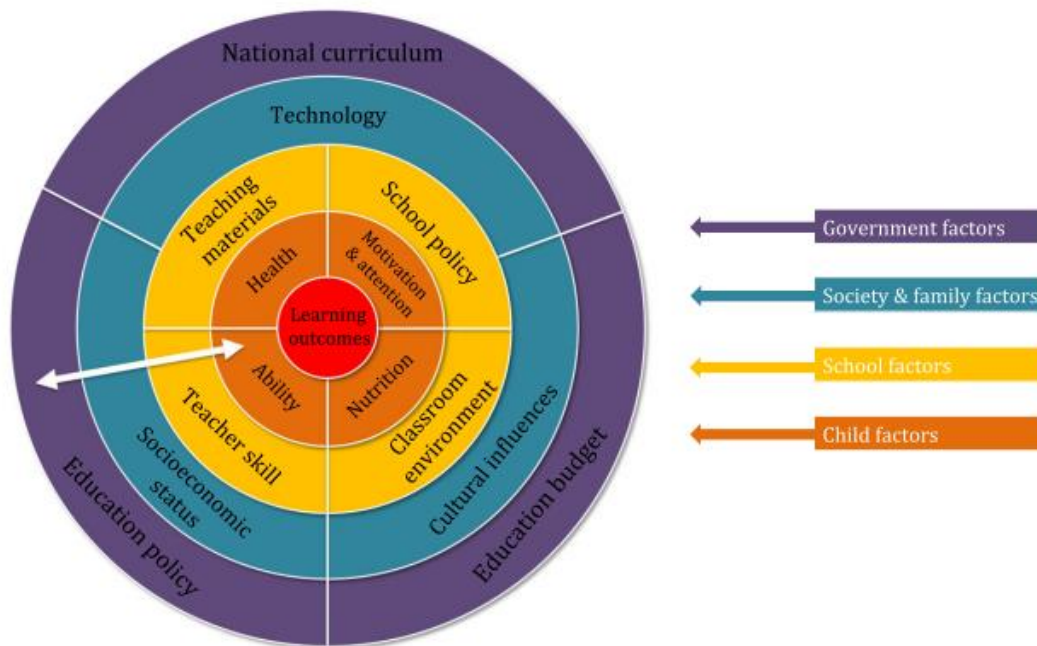 National curriculum
Technology
Teaching
materials
School policy
Health
Motivation
& attention
Learning
outcomes
Ability
Nutrition
Teacher skill
Classroom
environment
Socioeconomic
status
Cultural influences
Education policy
Education budget
Government factors
Society & family factors
School factors
Child factors